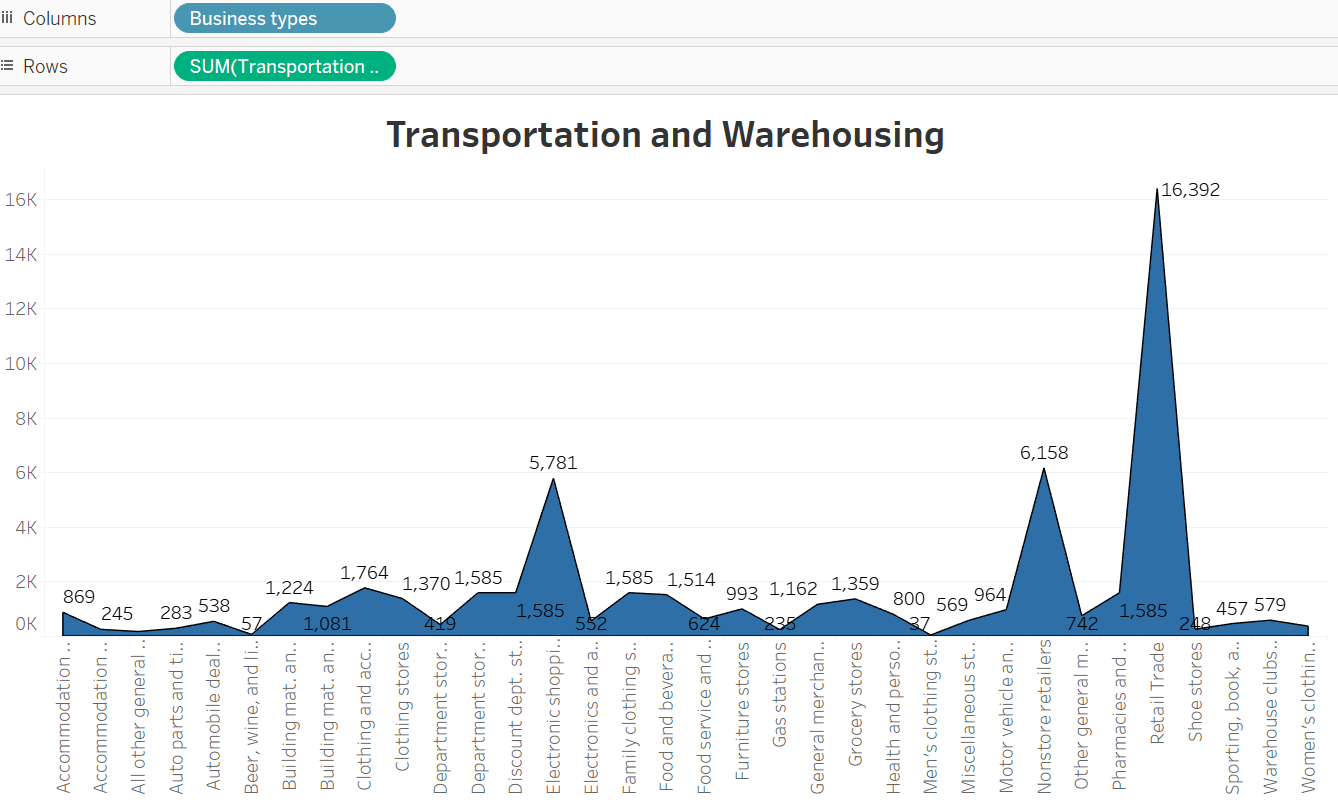 Columns
Business types
Rows
SUM(Transportation ..
Transportation and Warehousing
16K
14K
12K
10K
8K
6K
4K
2K
0K
869
245
283
538
57
1,224
1,081
1,764
1,370
419
1,585
1,585
5,781
552
1,585
1,514
624
993
235
1,162
1,359
800
37
569
964
6,158
742
1,585
16,392
248
457
579
Accommodation ..
Accommodation ..
All other general ..
Auto parts and ti..
Automobile deal..
Beer, wine, and li..
Building mat. an..
Building mat. an..
Clothing and acc..
Clothing stores
Department stor..
Department stor..
Discount dept. st..
Electronic shoppi..
Electronics and a..
Family clothing s..
Food and bevera..
Food service and ..
Furniture stores
Gas stations
General merchan..
Grocery stores
Health and perso..
Men's clothing st..
Miscellaneous st..
Motor vehicle an..
Nonstore retailers
Other general m..
Pharmacies and ..
Retail Trade
Shoe stores
Sporting, book, a..
Warehouse clubs..
Women's clothin..